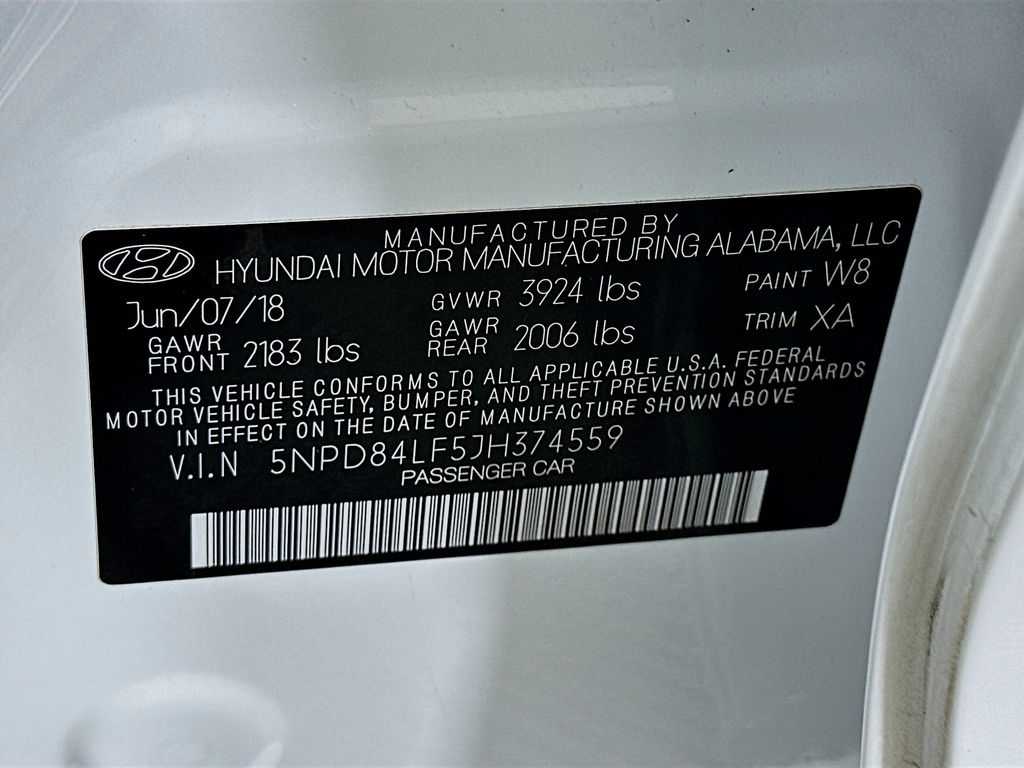 MANUFACTURED BY
HYUNDAI MOTOR MANUFACTURING ALABAMA, LLC
Jun/07/18 GVWR 3924 lbs PAINT W8
GAWR FRONT 2183 lbs GAWR REAR 2006 lbs TRIM XA
THIS VEHICLE CONFORMS TO ALL APPLICABLE U.S.A. FEDERAL
MOTOR VEHICLE SAFETY, BUMPER, AND THEFT PREVENTION STANDARDS
IN EFFECT ON THE DATE OF MANUFACTURE SHOWN ABOVE
V.I.N 5NPD84LF5JH374559
PASSENGER CAR